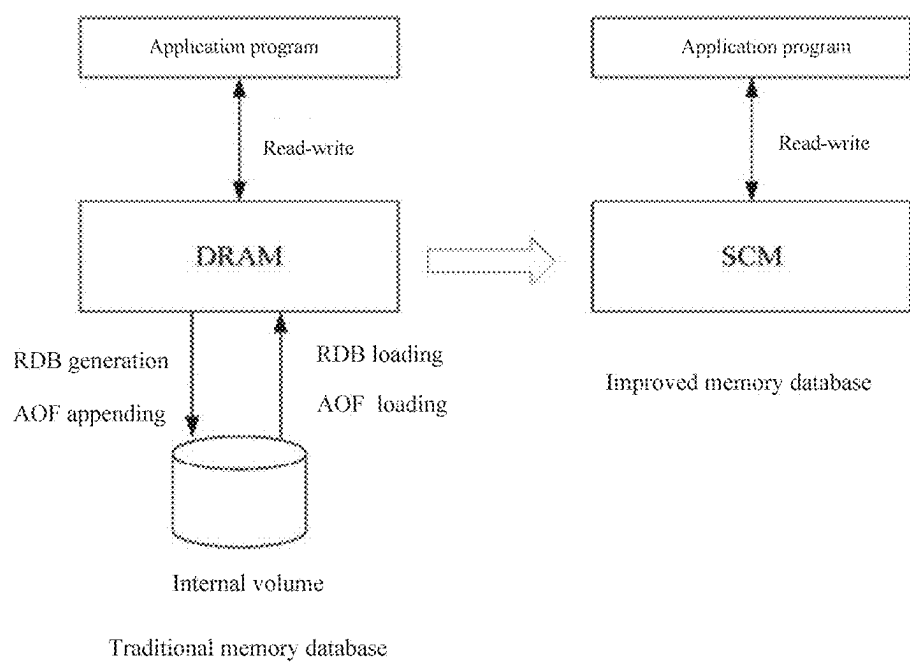 Application program
Application program
Read-write
Read-write
DRAM
SCM
RDB generation
RDB loading
AOF appending
AOF loading
Improved memory database
Internal volume
Traditional memory database